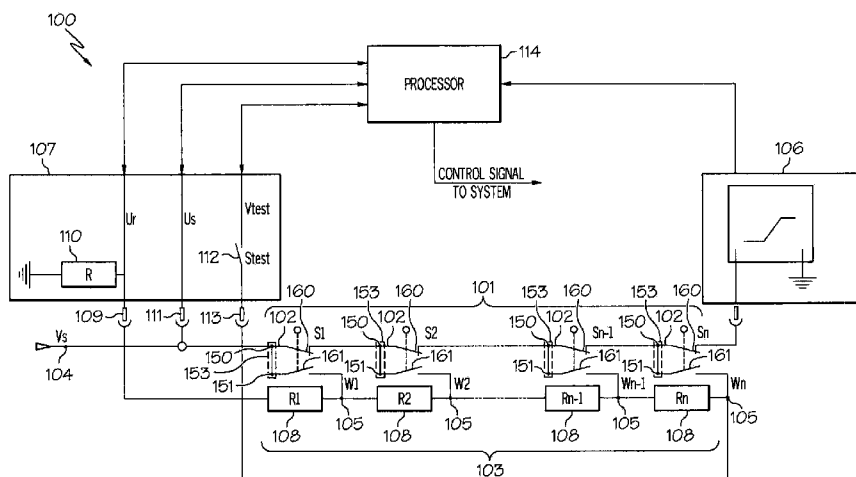 100
114
PROCESSOR
107
106
CONTROL SIGNAL
TO SYSTEM
Ur
Us
Vtest
110
R
112
Stest
109
111
113
101
153
102
160
S1
153
102
160
S2
153
102
160
Sn-1
153
102
160
Sn
Vs
104
150
150
150
150
153
151
161
151
161
151
161
151
161
W1
W2
Wn-1
Wn
R1
R2
Rn-1
Rn
105
105
105
105
108
108
108
108
103